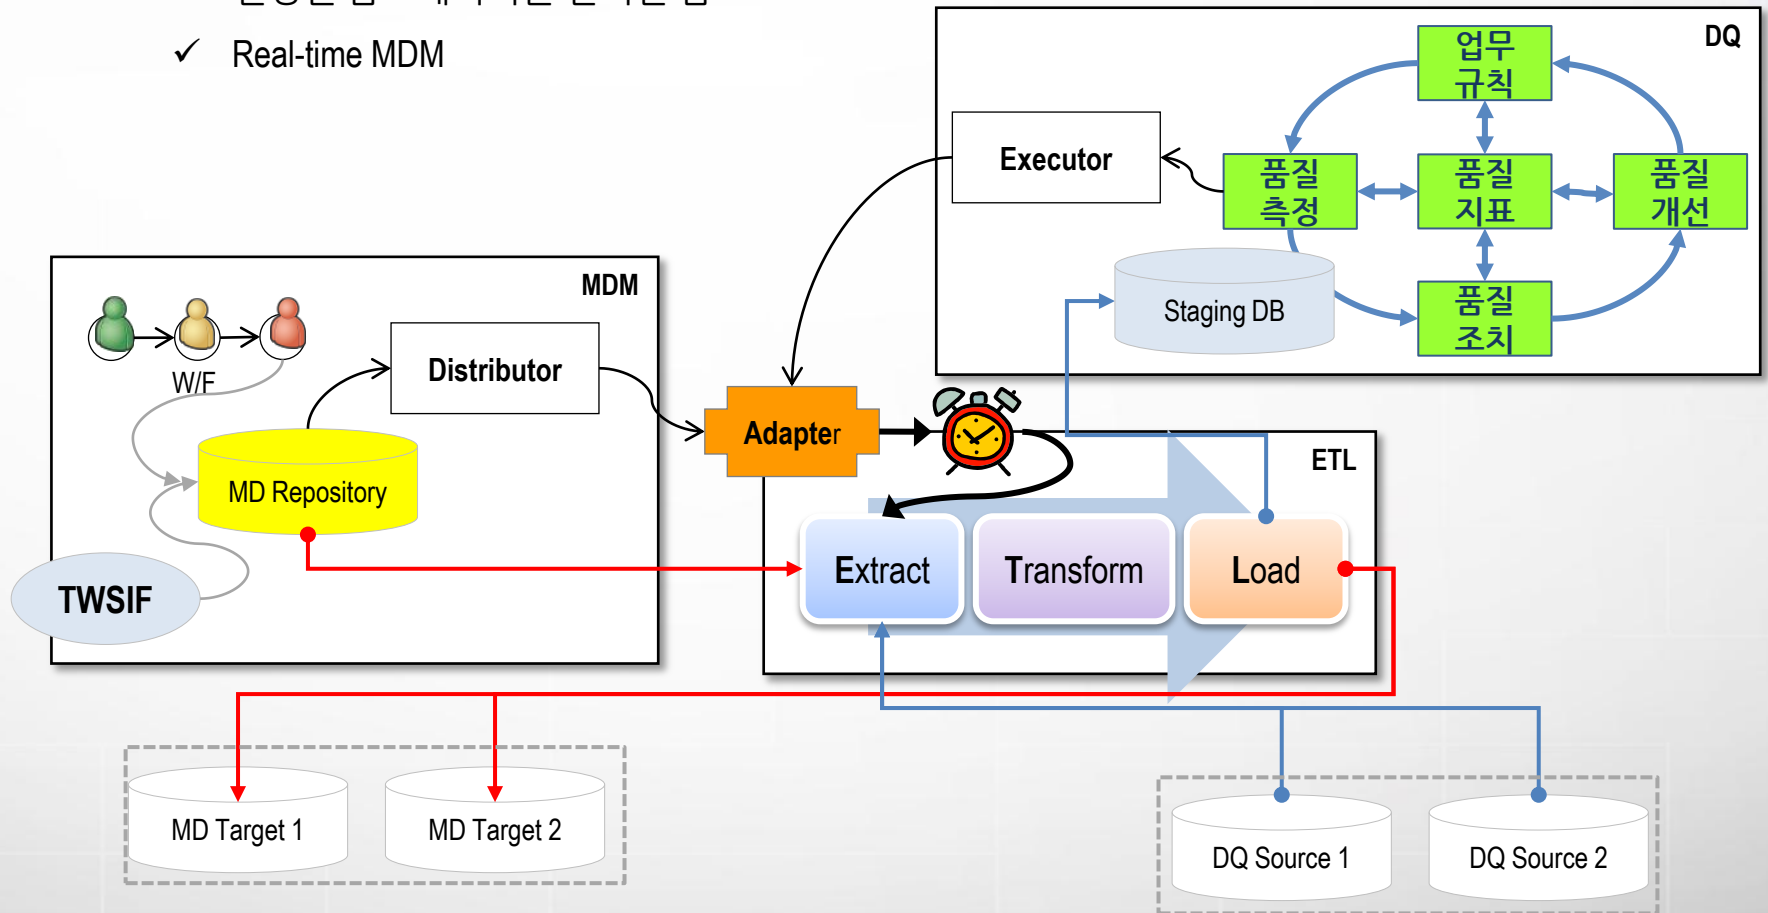 ✓ Real-time MDM
DQ
업무
규칙
Executor
품질
측정
품질
지표
품질
개선
Staging DB
품질
조치
MDM
W/F
Distributor
MD Repository
TWSIF
Adapter
ETL
Extract
Transform
Load
MD Target 1
MD Target 2
DQ Source 1
DQ Source 2